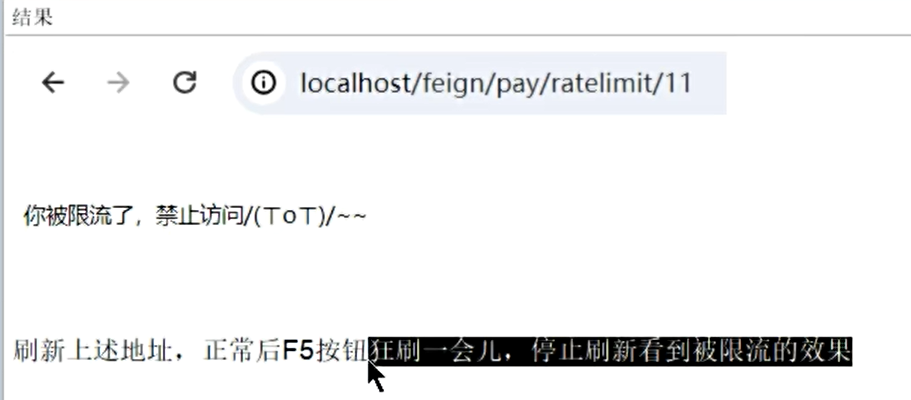 结果
localhost/feign/pay/ratelimit/11
你被限流了，禁止访问/(ㄒoㄒ)/~~
刷新上述地址，正常后F5按钮狂刷一会儿，停止刷新看到被限流的效果